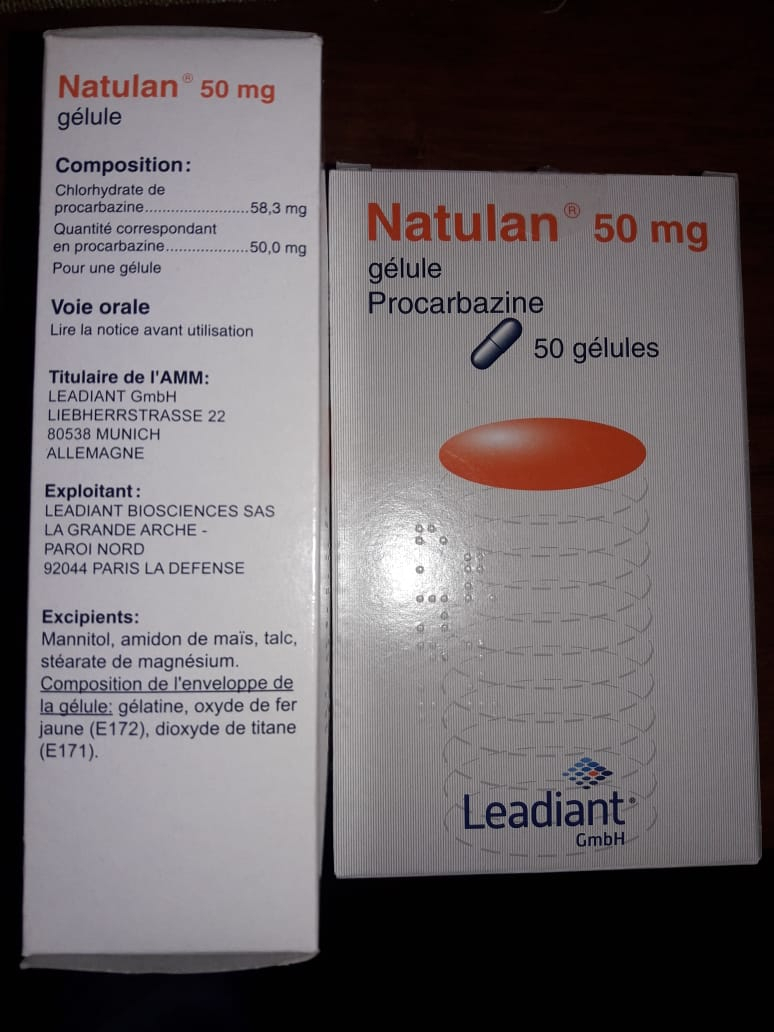 Natulan® 50 mg
gélule
Composition:
Chlorhydrate de
procarbazine.......................58,3 mg
Quantité correspondant
en procarbazine..................50,0 mg
Pour une gélule
Voie orale
Lire la notice avant utilisation
Titulaire de l'AMM:
LEADIANT GmbH
LIEBHERRSTRASSE 22
80538 MUNICH
ALLEMAGNE
Exploitant:
LEADIANT BIOSCIENCES SAS
LA GRANDE ARCHE -
PAROI NORD
92044 PARIS LA DEFENSE
Excipients:
Mannitol, amidon de maïs, talc,
stéarate de magnésium.
Composition de l'enveloppe de
la gélule: gélatine, oxyde de fer
jaune (E172), dioxyde de titane
(E171).
Natulan® 50 mg
gélule
Procarbazine
50 gélules
Leadiant
GmbH